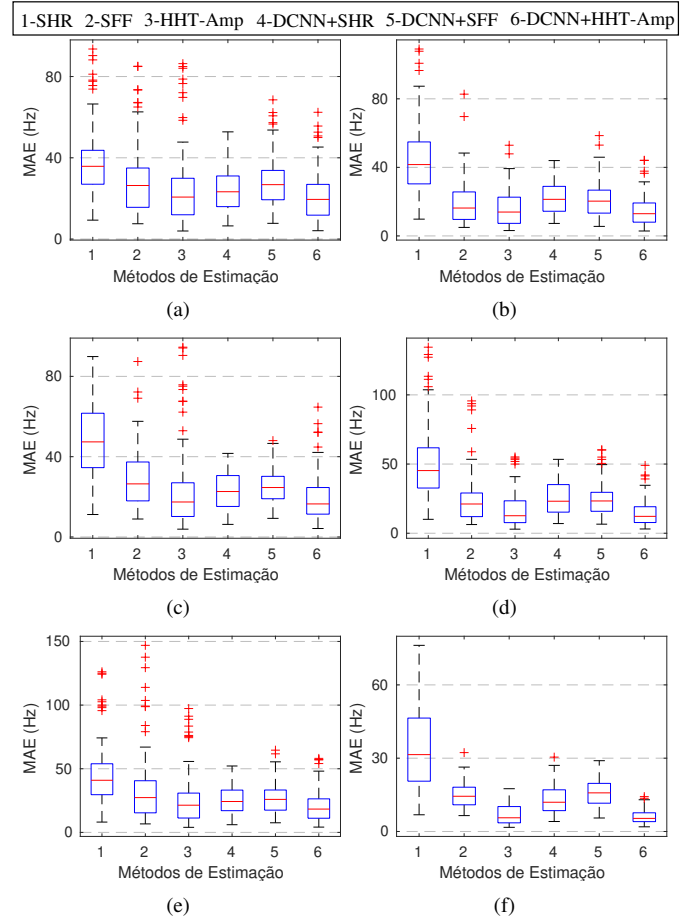 1-SHR 2-SFF 3-HHT-Amp 4-DCNN+SHR 5-DCNN+SFF 6-DCNN+HHT-Amp
MAE (Hz)
80
40
0
1 2 3 4 5 6
Métodos de Estimação
(a)
MAE (Hz)
80
40
0
1 2 3 4 5 6
Métodos de Estimação
(b)
MAE (Hz)
80
40
0
1 2 3 4 5 6
Métodos de Estimação
(c)
MAE (Hz)
100
50
0
1 2 3 4 5 6
Métodos de Estimação
(d)
MAE (Hz)
150
100
50
0
1 2 3 4 5 6
Métodos de Estimação
(e)
MAE (Hz)
60
30
0
1 2 3 4 5 6
Métodos de Estimação
(f)